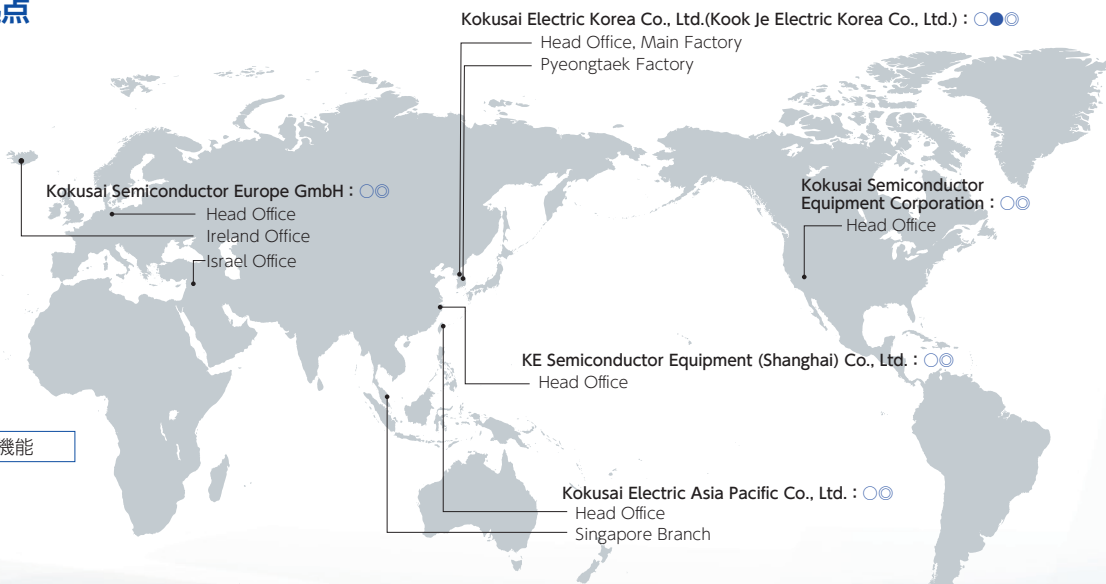 点
Kokusai Electric Korea Co., Ltd.(Kook Je Electric Korea Co., Ltd.)：○●◎
Head Office, Main Factory
Pyeongtaek Factory
Kokusai Semiconductor Europe GmbH：○◎
Head Office
Ireland Office
Israel Office
Kokusai Semiconductor
Equipment Corporation：○◎
Head Office
KE Semiconductor Equipment (Shanghai) Co., Ltd.：○◎
Head Office
機能
Kokusai Electric Asia Pacific Co., Ltd.：○◎
Head Office
Singapore Branch